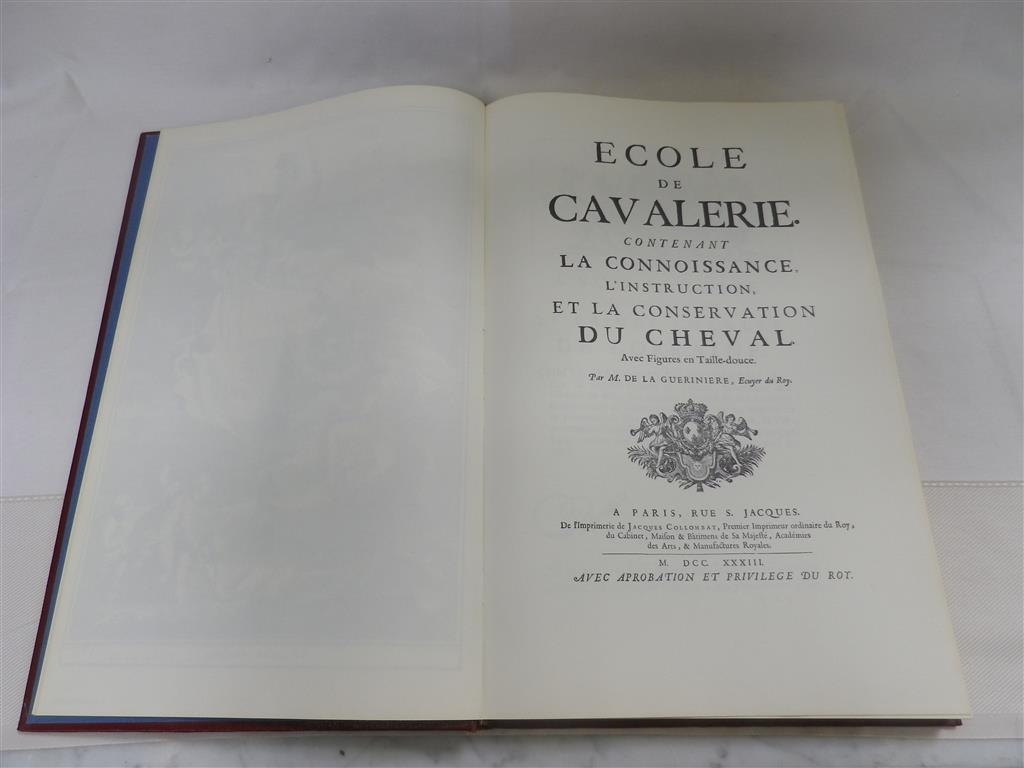 ECOLE
DE
CAVALERIE.
CONTENANT
LA CONNOISSANCE,
L'INSTRUCTION,
ET LA CONSERVATION
DU CHEVAL.
Avec Figures en Taille-douce.
Par M. DE LA GUERINIERE, Ecuyer du Roy.
A PARIS, RUE S. JACQUES.
De l'Imprimerie de JACQUES COLLOMBAT, Premier Imprimeur ordinaire du Roy,
du Cabinet, Maison & Bâtimens de Sa Majesté, Académies
des Arts, & Manufactures Royales.
M. DCC. XXXIII.
AVEC APROBATION ET PRIVILEGE DU ROY.